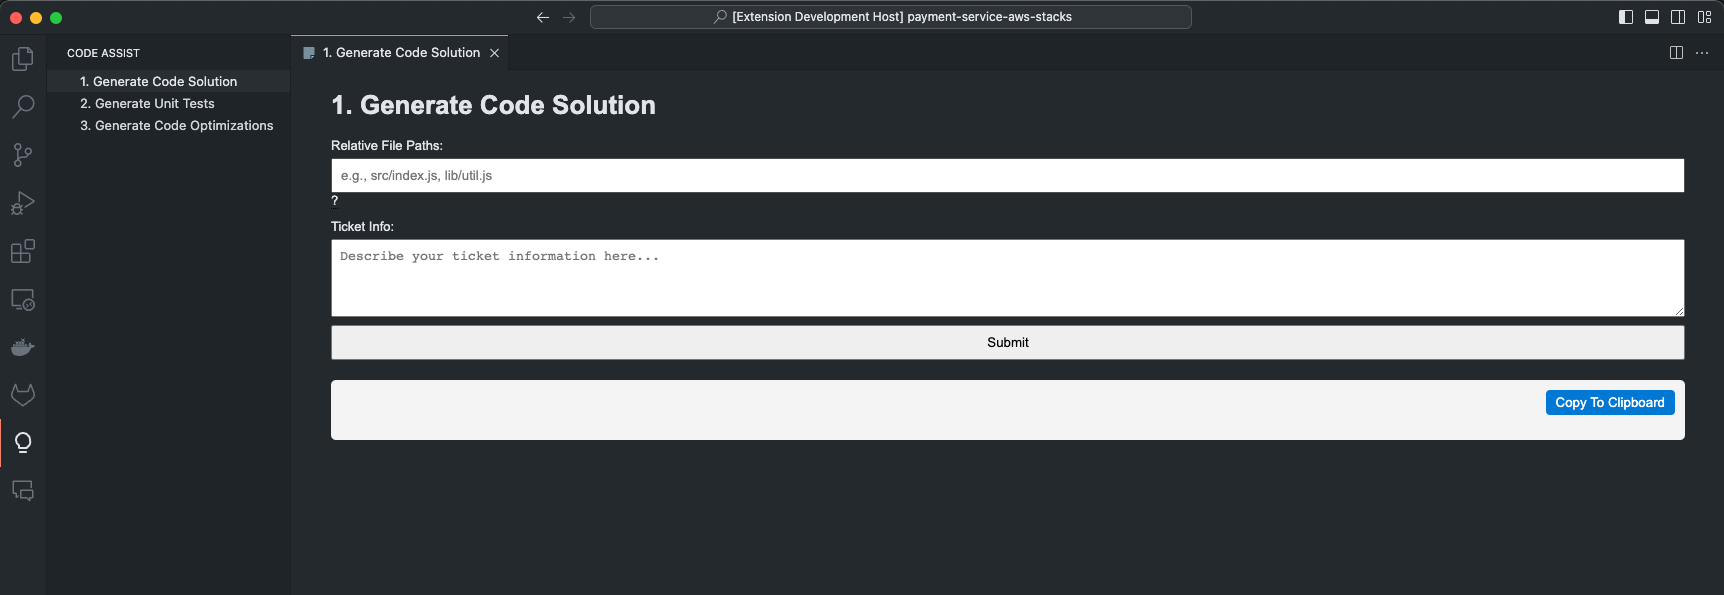 [Extension Development Host] payment-service-aws-stacks
CODE ASSIST
1. Generate Code Solution
2. Generate Unit Tests
3. Generate Code Optimizations
1. Generate Code Solution
1. Generate Code Solution
Relative File Paths:
e.g., src/index.js, lib/util.js
?
Ticket Info:
Describe your ticket information here...
Submit
Copy To Clipboard